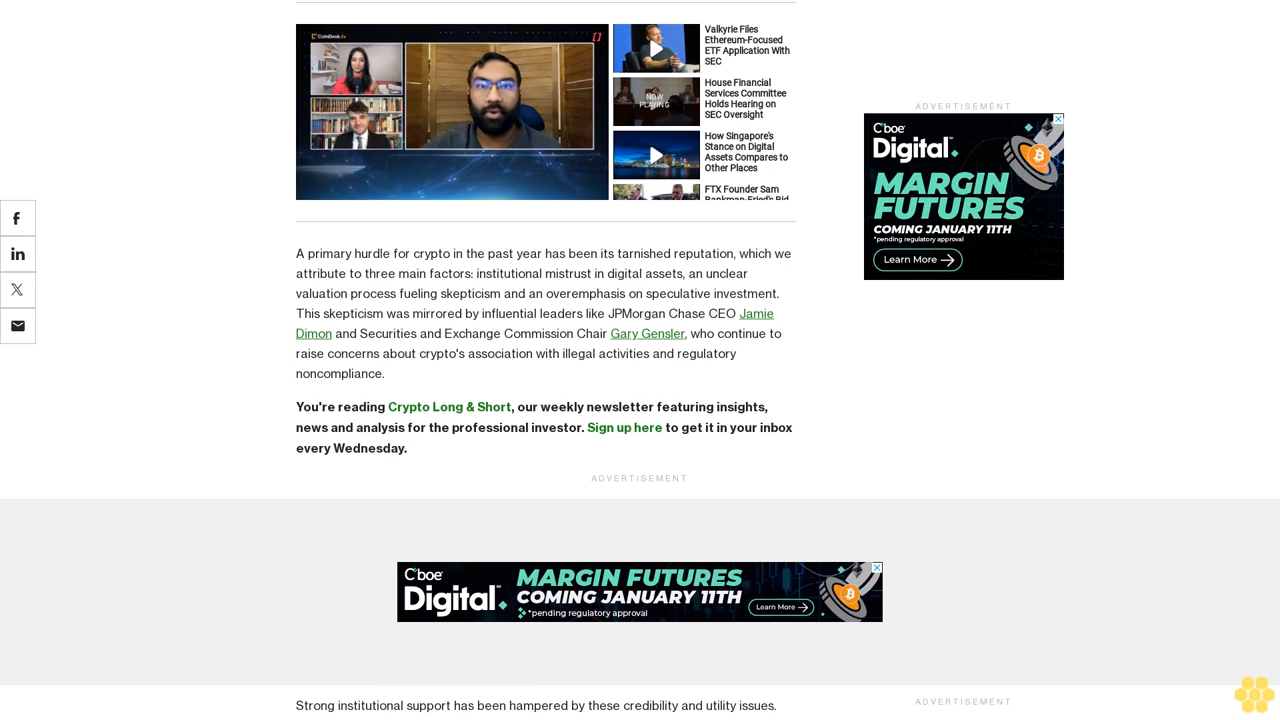 CoinDesk.tv
Valkyrie Files
Ethereum-Focused
ETF Application With
SEC
NOW
PLAYING
House Financial
Services Committee
Holds Hearing on
SEC Oversight
How Singapore's
Stance on Digital
Assets Compares to
Other Places
FTX Founder Sam
Bankman-Fried's Bid
ADVERTISEMENT
Cboe
Digital
MARGIN
FUTURES
COMING JANUARY 11TH
*pending regulatory approval
Learn More
A primary hurdle for crypto in the past year has been its tarnished reputation, which we
attribute to three main factors: institutional mistrust in digital assets, an unclear
valuation process fueling skepticism and an overemphasis on speculative investment.
This skepticism was mirrored by influential leaders like JPMorgan Chase CEO Jamie
Dimon and Securities and Exchange Commission Chair Gary Gensler, who continue to
raise concerns about crypto's association with illegal activities and regulatory
noncompliance.
You're reading Crypto Long & Short, our weekly newsletter featuring insights,
news and analysis for the professional investor. Sign up here to get it in your inbox
every Wednesday.
ADVERTISEMENT
Cboe
Digital
MARGIN FUTURES
COMING JANUARY 11TH
*pending regulatory approval
Learn More
Strong institutional support has been hampered by these credibility and utility issues.
ADVERTISEMENT